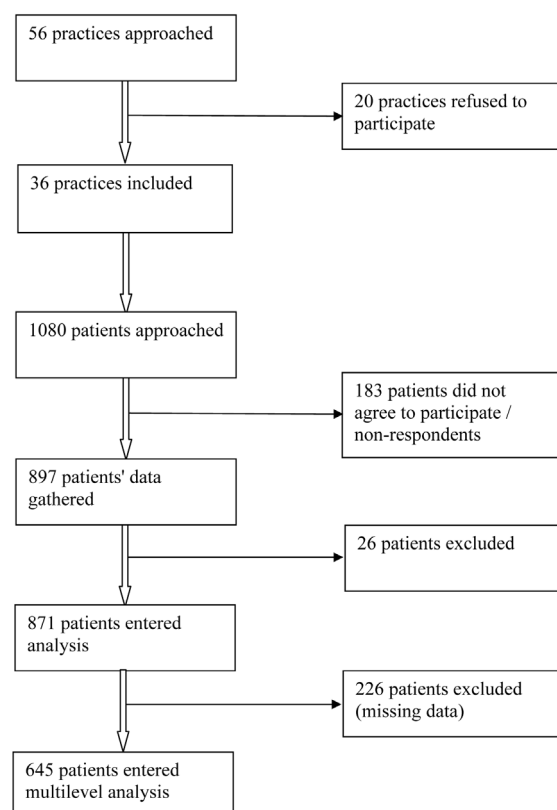 56 practices approached
20 practices refused to
participate
36 practices included
1080 patients approached
183 patients did not
agree to participate /
non-respondents
897 patients' data
gathered
26 patients excluded
871 patients entered
analysis
226 patients excluded
(missing data)
645 patients entered
multilevel analysis